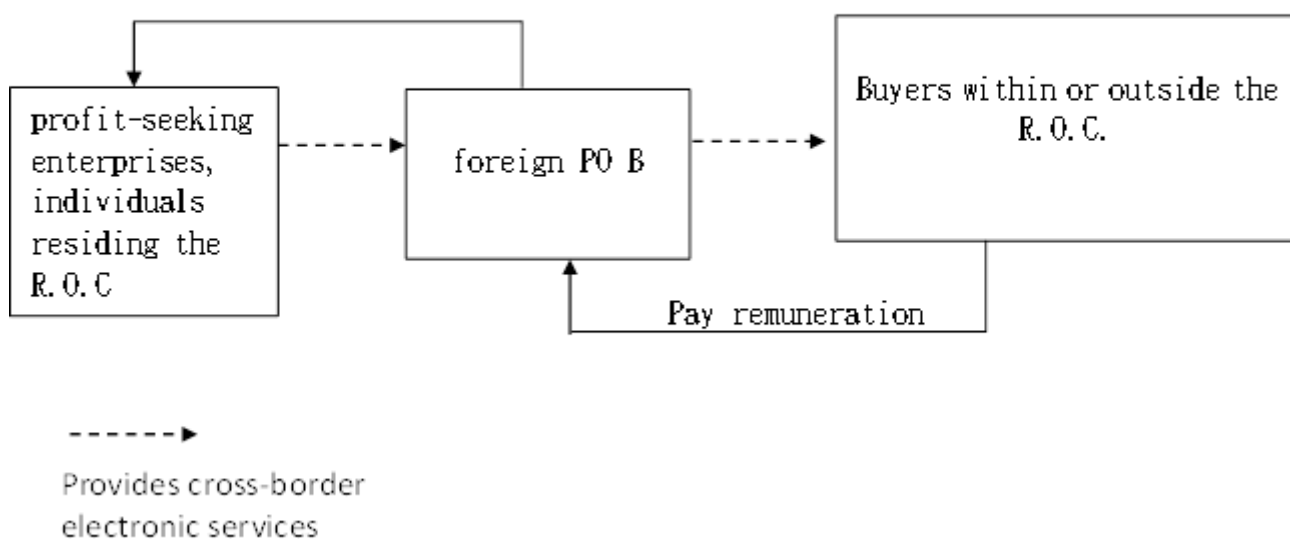 profit-seeking
enterprises,
individuals
residing the
R.O.C
foreign PO B
Buyers within or outside the
R.O.C.
Pay remuneration
Provides cross-border
electronic services